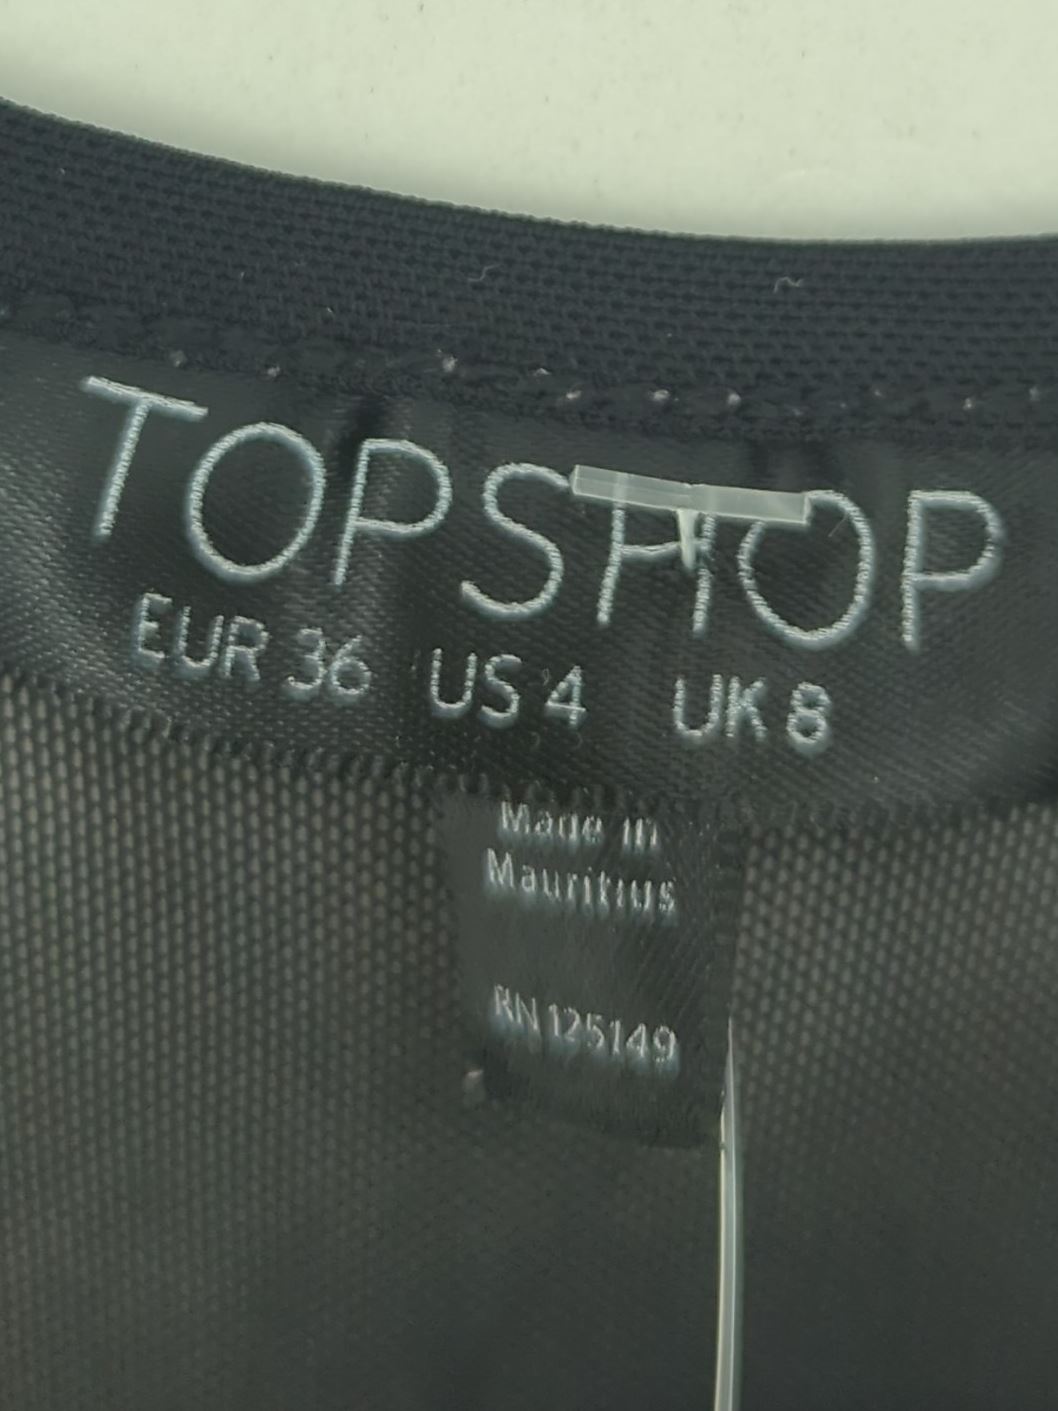 TOPSHOP
EUR 36 US 4 UK 8
Made in
Mauritius
RN 125149